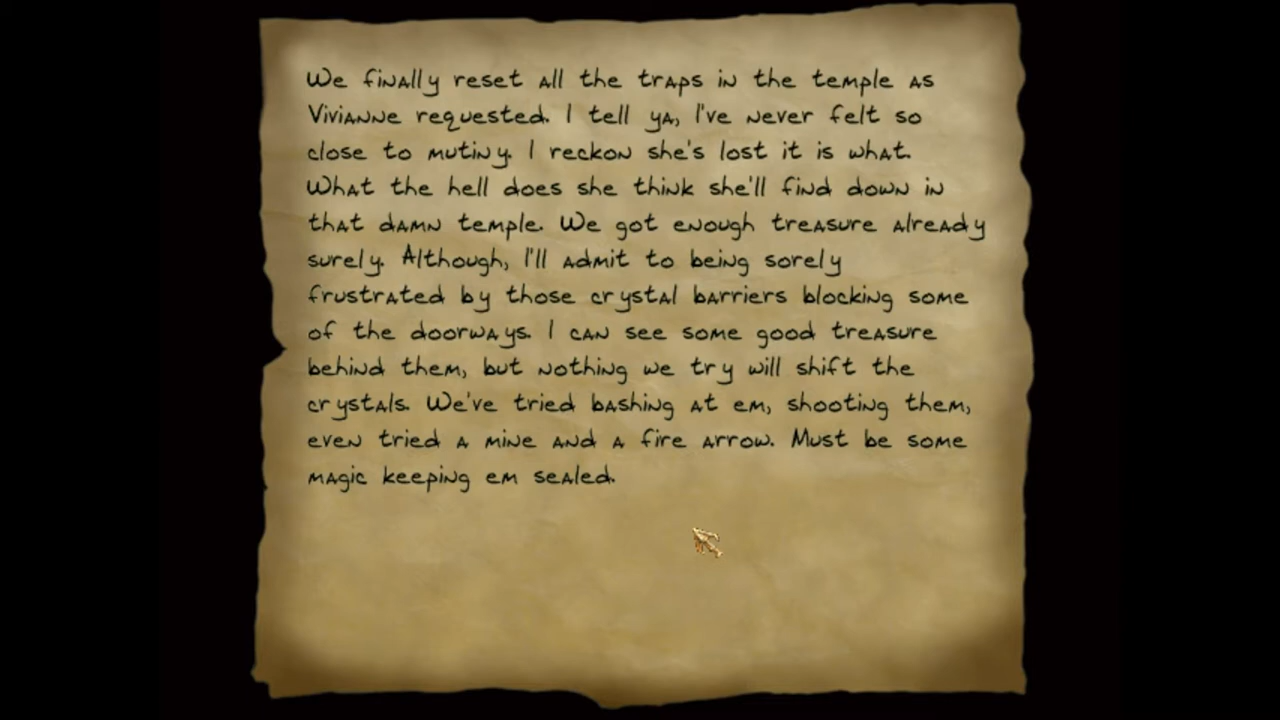 We finally reset all the traps in the temple as
Vivianne requested. I tell ya, I've never felt so
close to mutiny. I reckon she's lost it is what.
What the hell does she think she'll find down in
that damn temple. We got enough treasure already
surely. Although, I'll admit to being sorely
frustrated by those crystal barriers blocking some
of the doorways. I can see some good treasure
behind them, but nothing we try will shift the
crystals. We've tried bashing at em, shooting them,
even tried a mine and a fire arrow. Must be some
magic keeping em sealed.